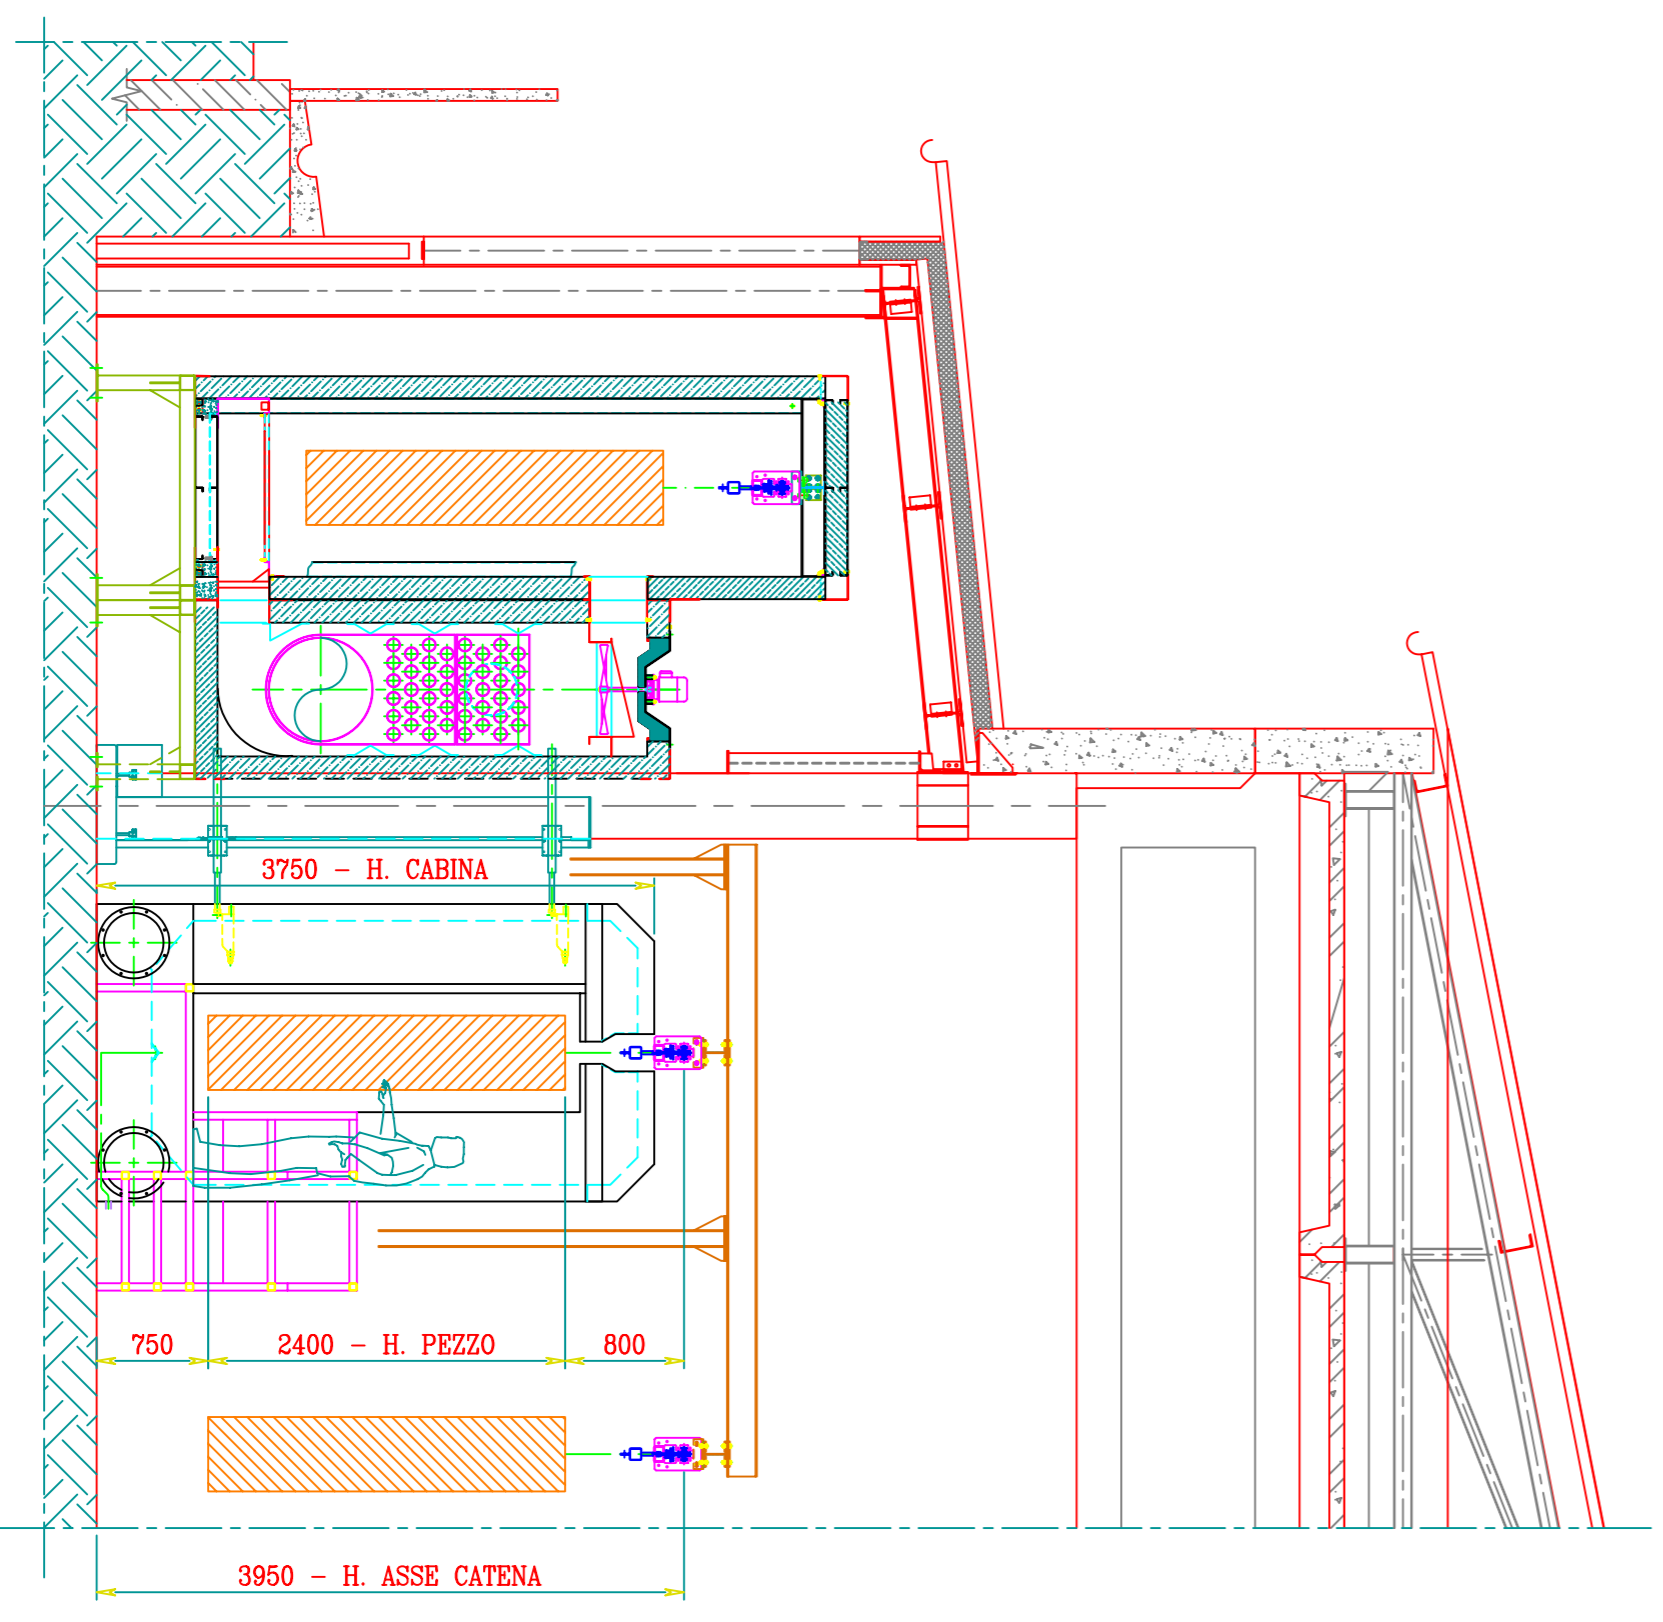 3750 - H. CABINA
750
2400 - H. PEZZO
800
3950 - H. ASSE CATENA